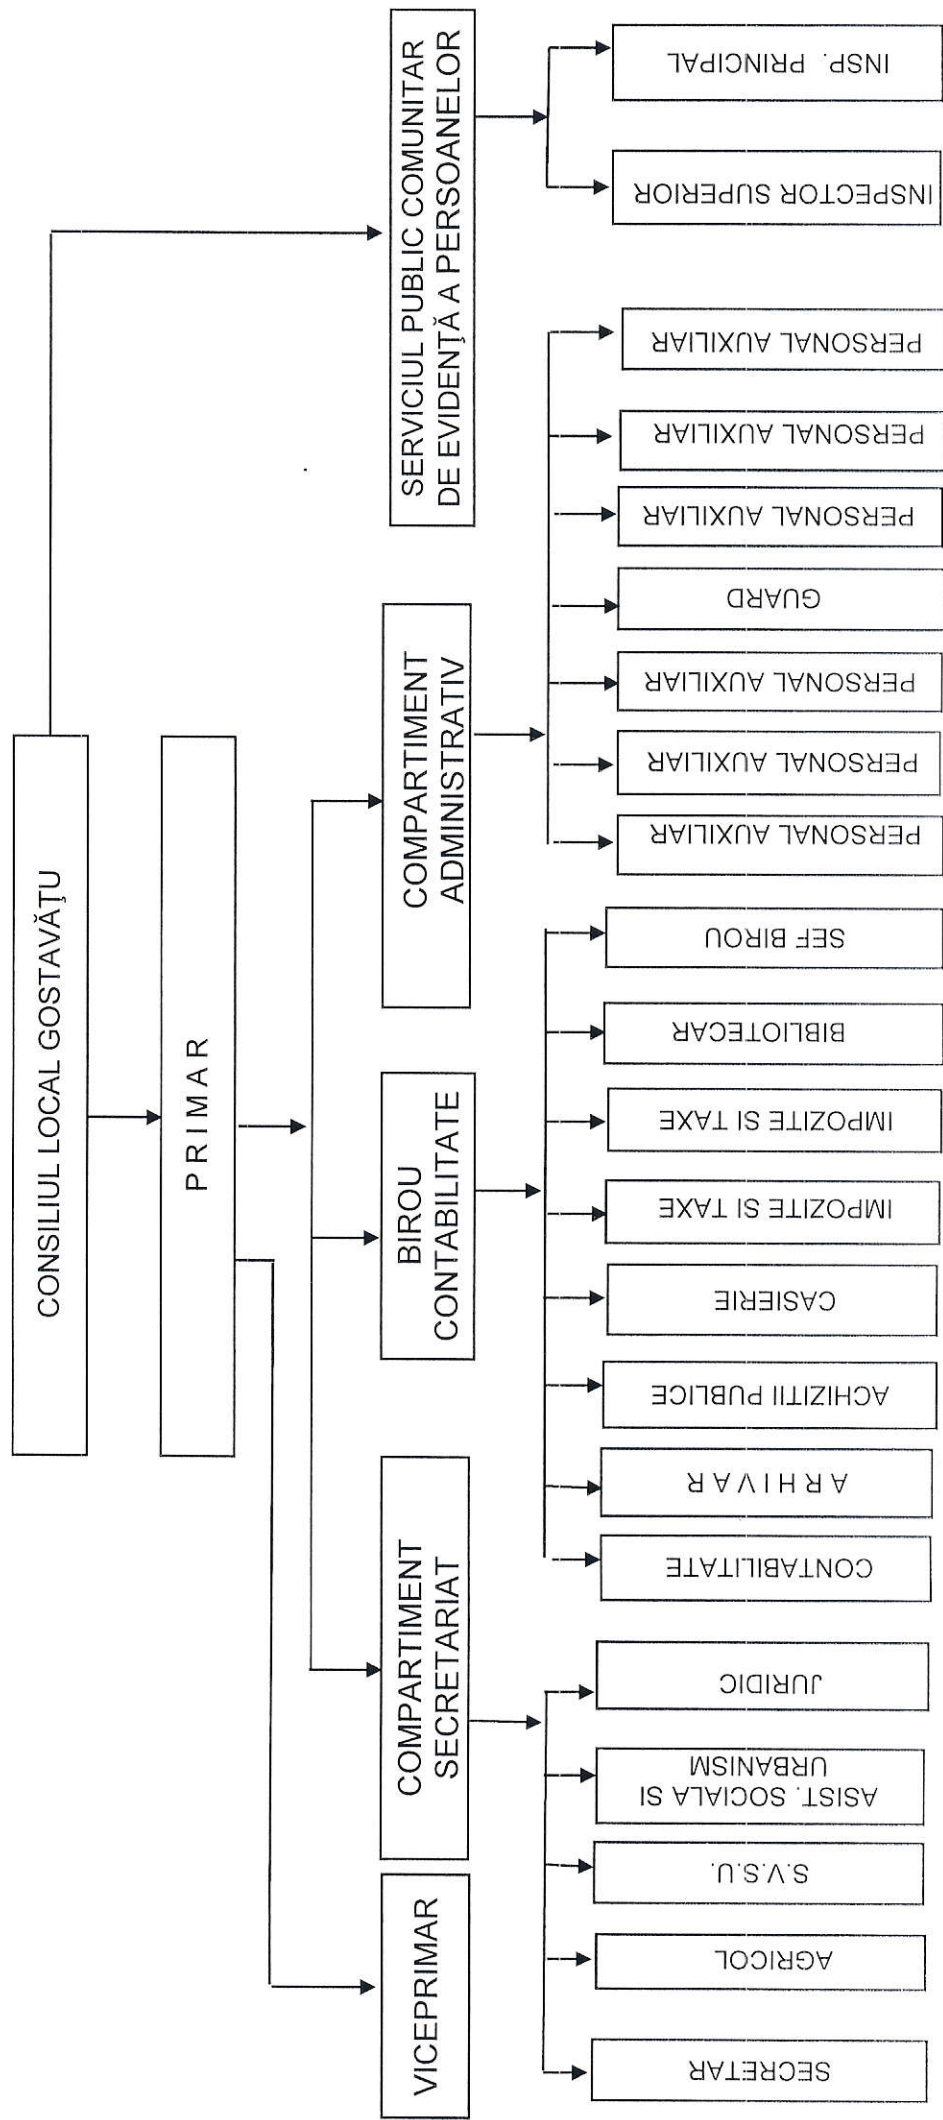 CONSILIUL LOCAL GOSTAVĂŢU
P R I M A R
VICEPRIMAR
COMPARTIMENT
SECRETARIAT
BIROU
CONTABILITATE
COMPARTIMENT
ADMINISTRATIV
SERVICIUL PUBLIC COMUNITAR
DE EVIDENŢĂ A PERSOANELOR
SECRETAR
AGRICOL
S.V.S.U.
ASIST. SOCIALA SI
URBANISM
JURIDIC
CONTABILITATE
A R H I V A R
ACHIZITII PUBLICE
CASIERIE
IMPOZITE SI TAXE
IMPOZITE SI TAXE
BIBLIOTECAR
SEF BIROU
PERSONAL AUXILIAR
PERSONAL AUXILIAR
PERSONAL AUXILIAR
GUARD
PERSONAL AUXILIAR
PERSONAL AUXILIAR
PERSONAL AUXILIAR
INSPECTOR SUPERIOR
INSP. PRINCIPAL